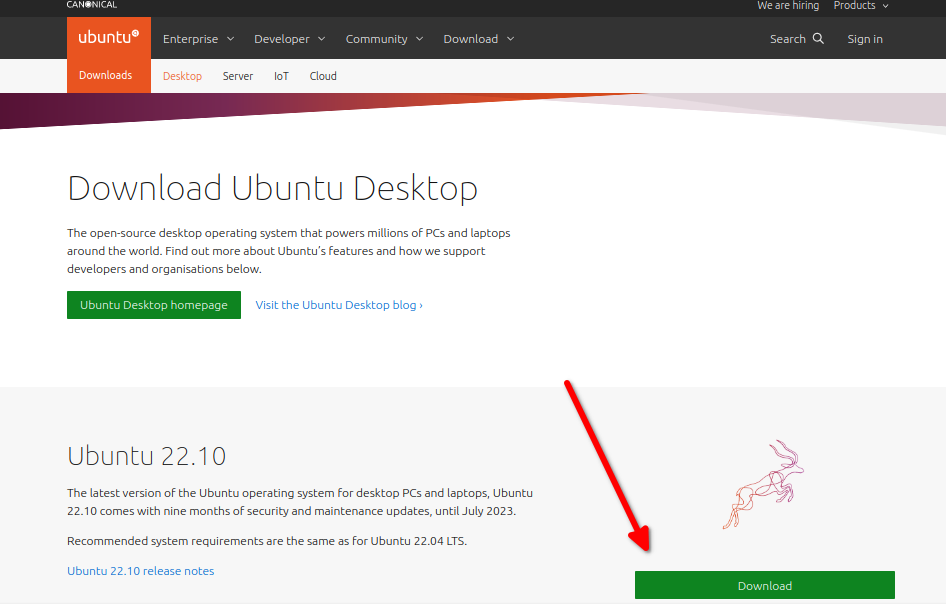 CANONICAL
We are hiring Products
ubuntu
Enterprise Developer Community Download Search Sign in
Downloads Desktop Server IoT Cloud
Download Ubuntu Desktop
The open-source desktop operating system that powers millions of PCs and laptops
around the world. Find out more about Ubuntu's features and how we support
developers and organisations below.
Ubuntu Desktop homepage Visit the Ubuntu Desktop blog ›
Ubuntu 22.10
The latest version of the Ubuntu operating system for desktop PCs and laptops, Ubuntu
22.10 comes with nine months of security and maintenance updates, until July 2023.
Recommended system requirements are the same as for Ubuntu 22.04 LTS.
Ubuntu 22.10 release notes
Download